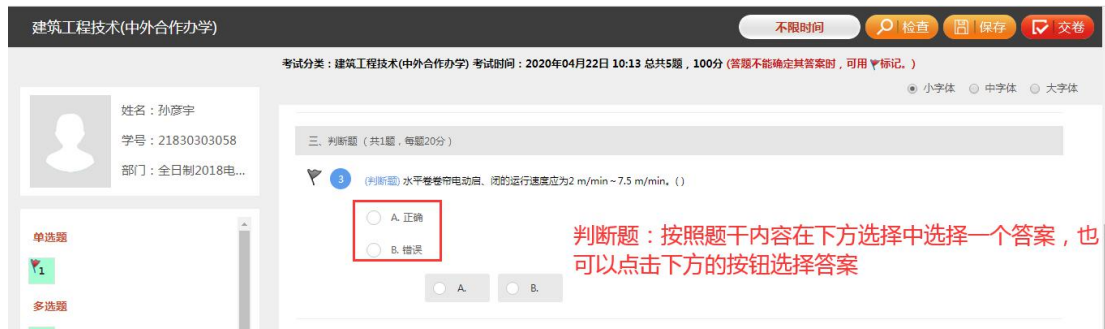 建筑工程技术(中外合作办学)
不限时间 检查 保存 交卷
考试分类：建筑工程技术(中外合作办学) 考试时间：2020年04月22日 10:13 总共5题，100分 (答题不能确定其答案时，可用标记。)
小字体 中字体 大字体
姓名：孙彦宇
学号：21830303058
部门：全日制2018电...
三、判断题（共1题，每题20分）
3 (判断题) 水平卷卷帘电动启、闭的运行速度应为2 m/min~7.5 m/min。( )
A. 正确
B. 错误
A. B.
判断题：按照题干内容在下方选择中选择一个答案，也
可以点击下方的按钮选择答案
单选题
1
多选题